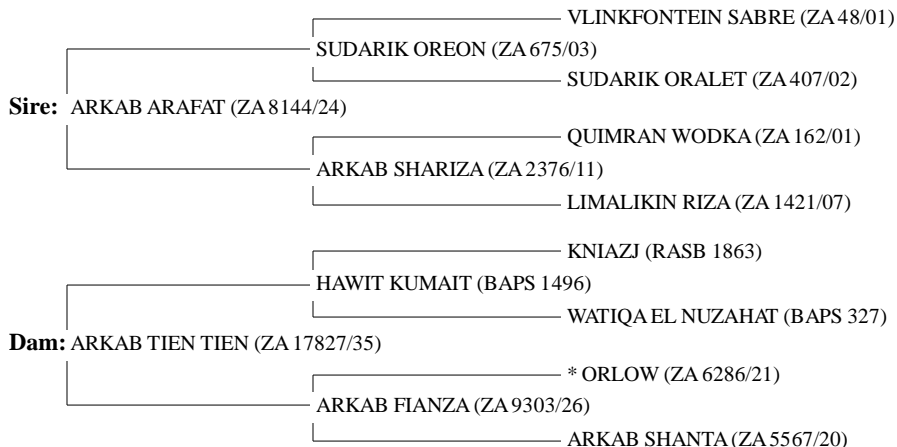 VLINKFONTEIN SABRE (ZA 48/01)
SUDARIK OREON (ZA 675/03)
SUDARIK ORALET (ZA 407/02)
Sire: ARKAB ARAFAT (ZA 8144/24)
QUIMRAN WODKA (ZA 162/01)
ARKAB SHARIZA (ZA 2376/11)
LIMALIKIN RIZA (ZA 1421/07)
KNIAZJ (RASB 1863)
HAWIT KUMAIT (BAPS 1496)
WATIQA EL NUZAHAT (BAPS 327)
Dam: ARKAB TIEN TIEN (ZA 17827/35)
* ORLOW (ZA 6286/21)
ARKAB FIANZA (ZA 9303/26)
ARKAB SHANTA (ZA 5567/20)